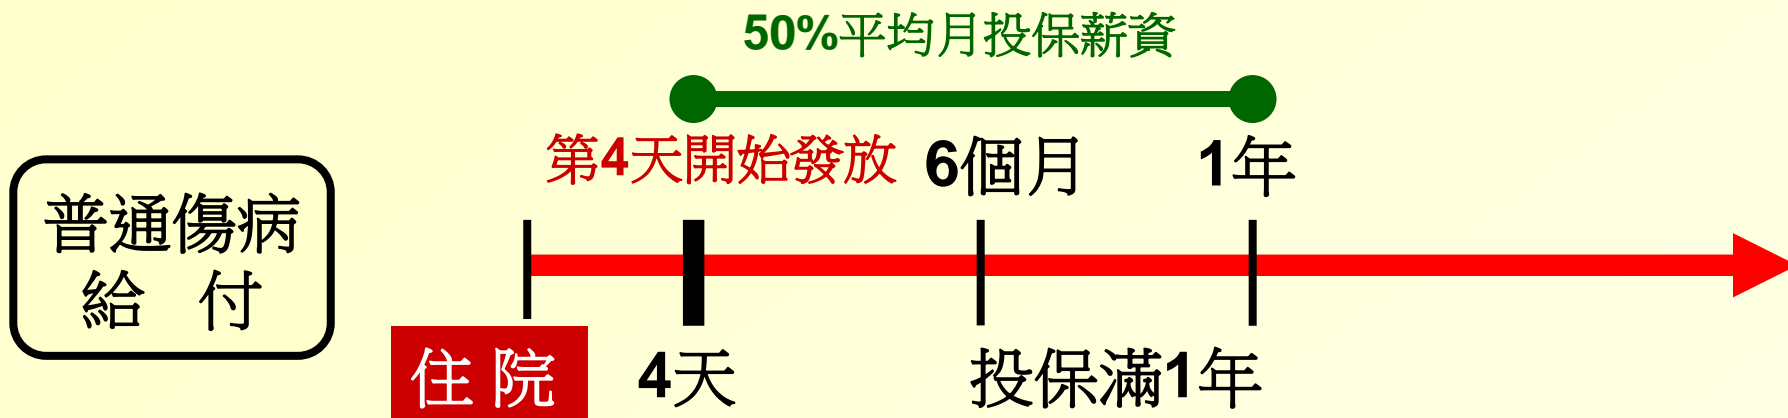 50%平均月投保薪資
第4天開始發放
6個月
1年
普通傷病
給 付
住 院
4天
投保滿1年